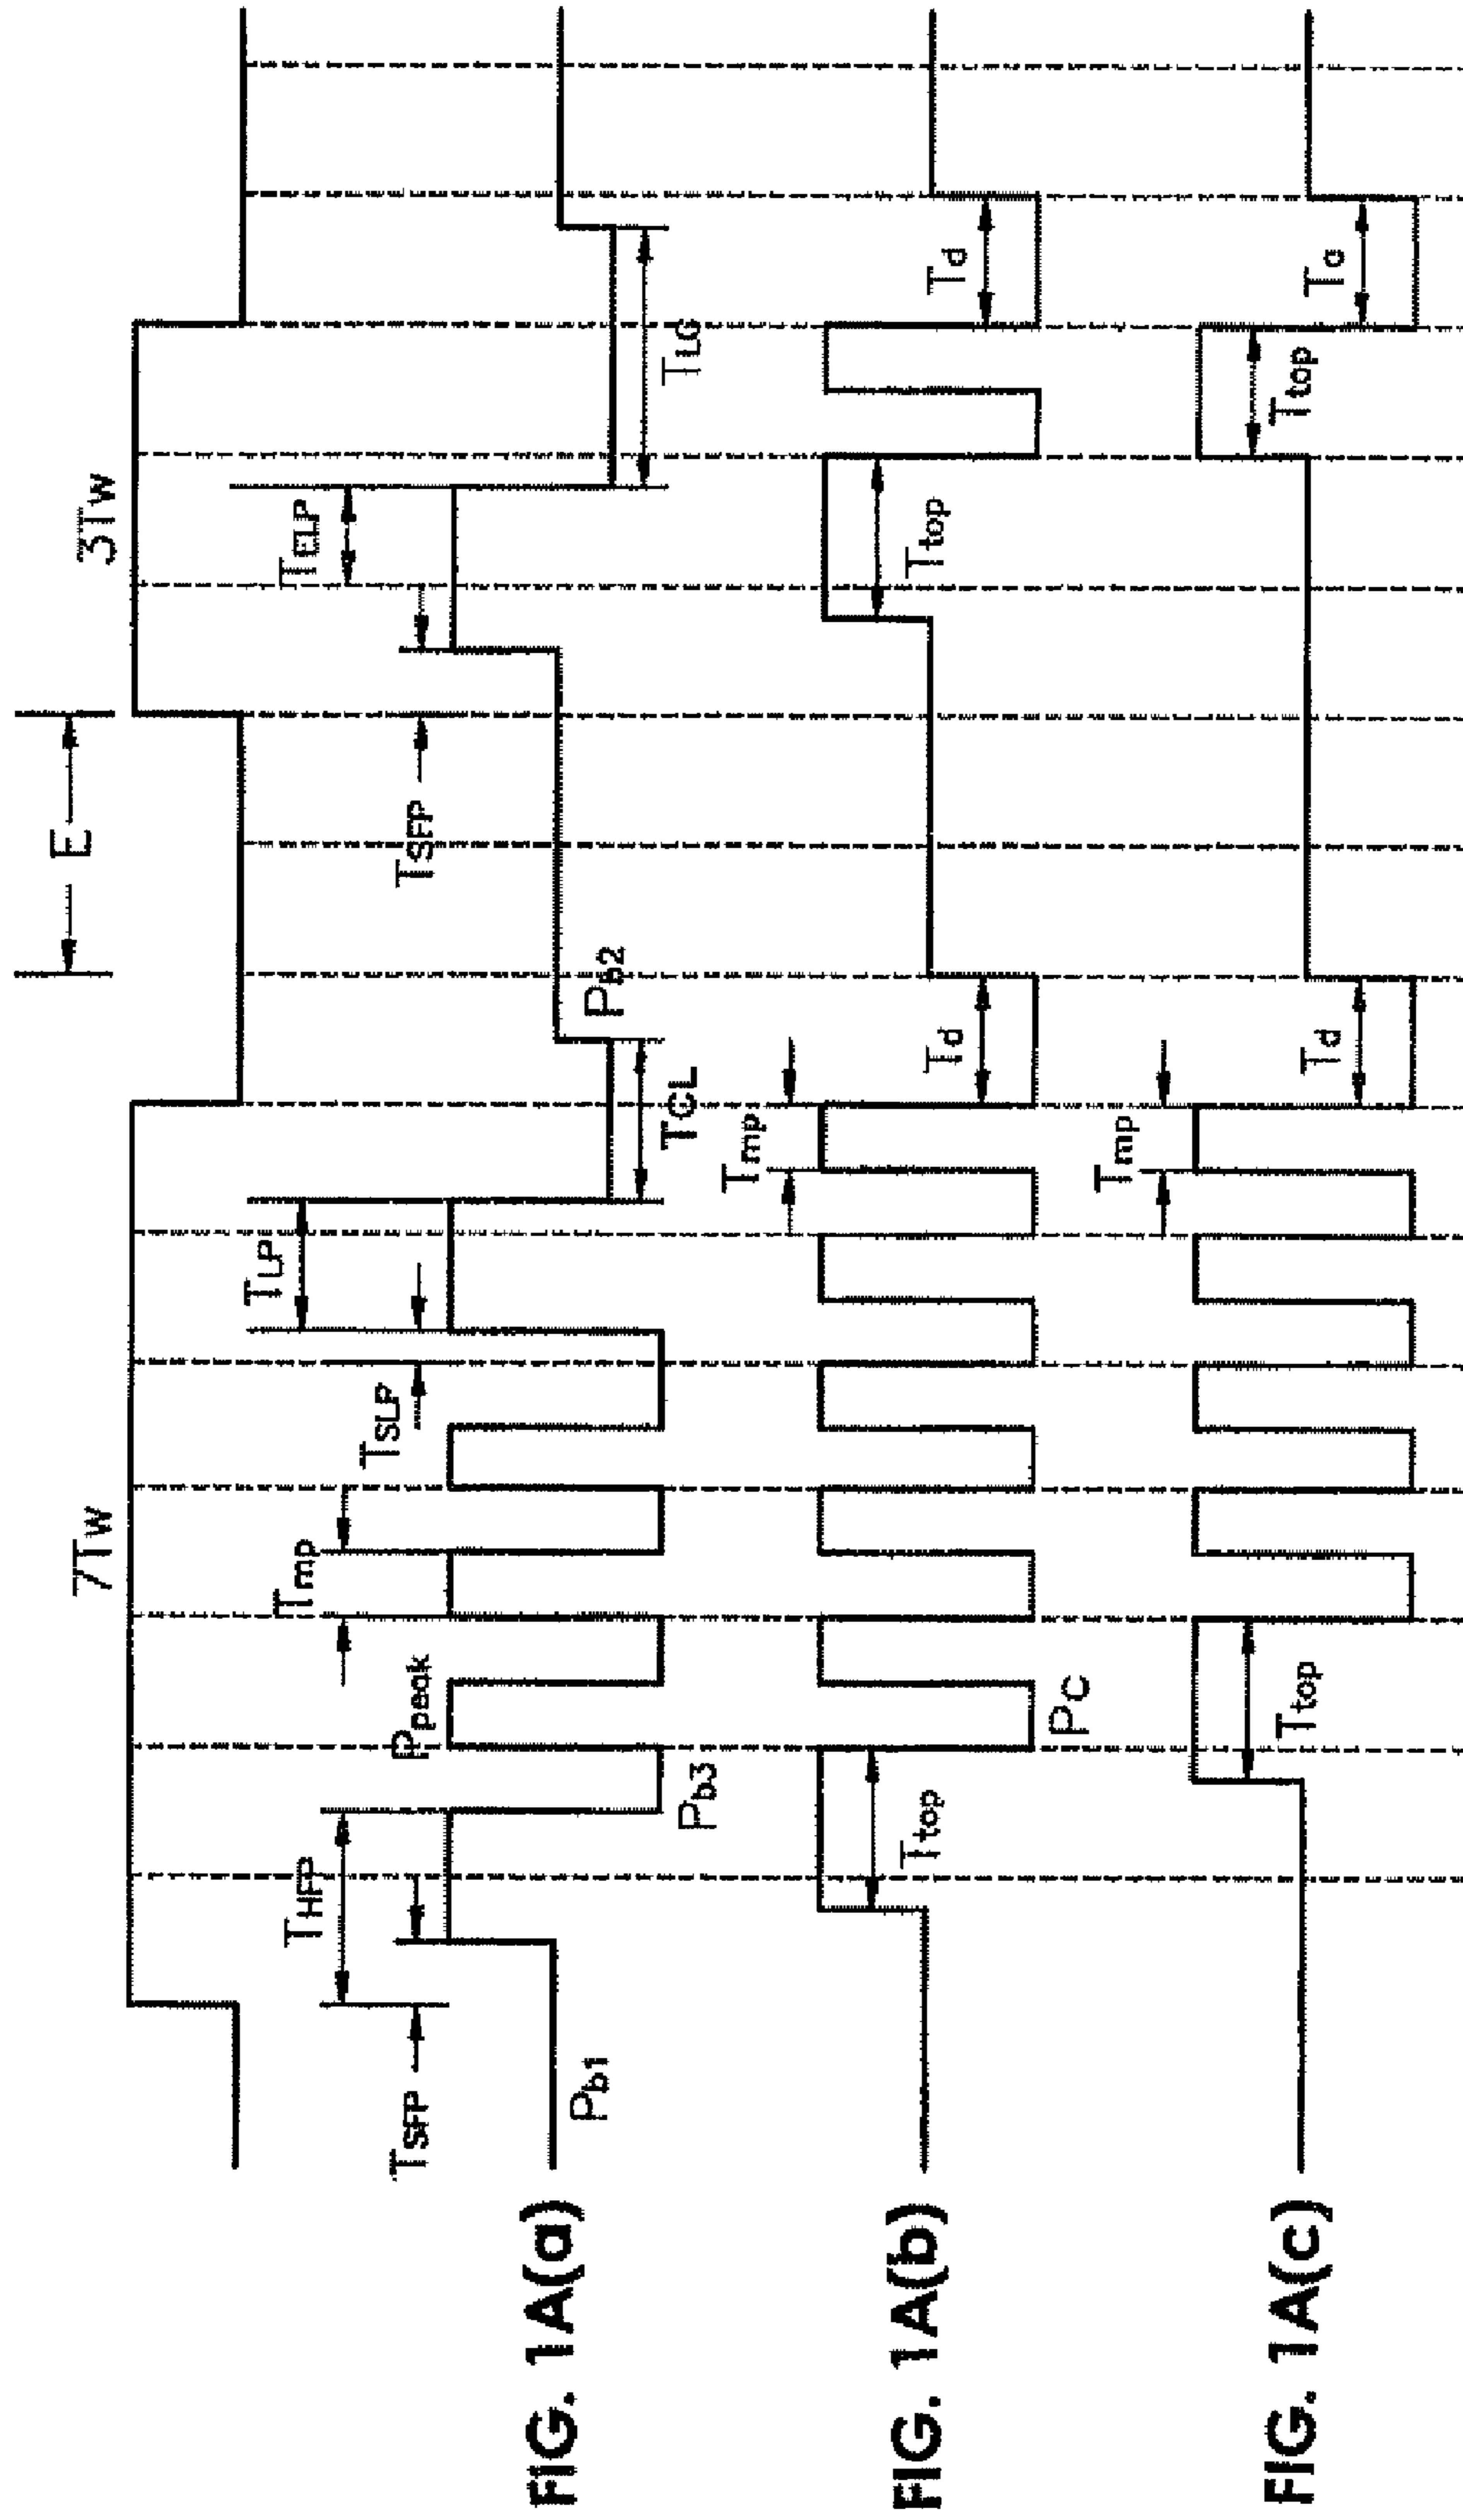 7Tw
E
3Tw
FIG. 1A(a)
TSFP
THFP
Pb1
Ppeak
Pb3
Tmp
TSLP
TLP
TCL
Pb2
TSFP
TELP
TLG
FIG. 1A(b)
Ttop
PC
Tmp
Td
Ttop
Td
FIG. 1A(c)
Ttop
Tmp
Td
Ttop